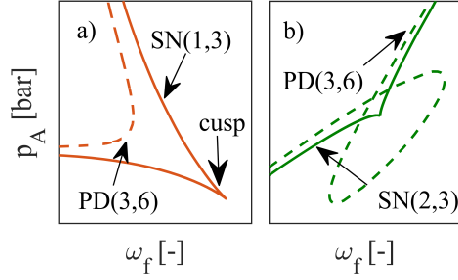 a)
SN(1,3)
cusp
PD(3,6)
p_A [bar]
ω_f [-]
b)
PD(3,6)
SN(2,3)
ω_f [-]